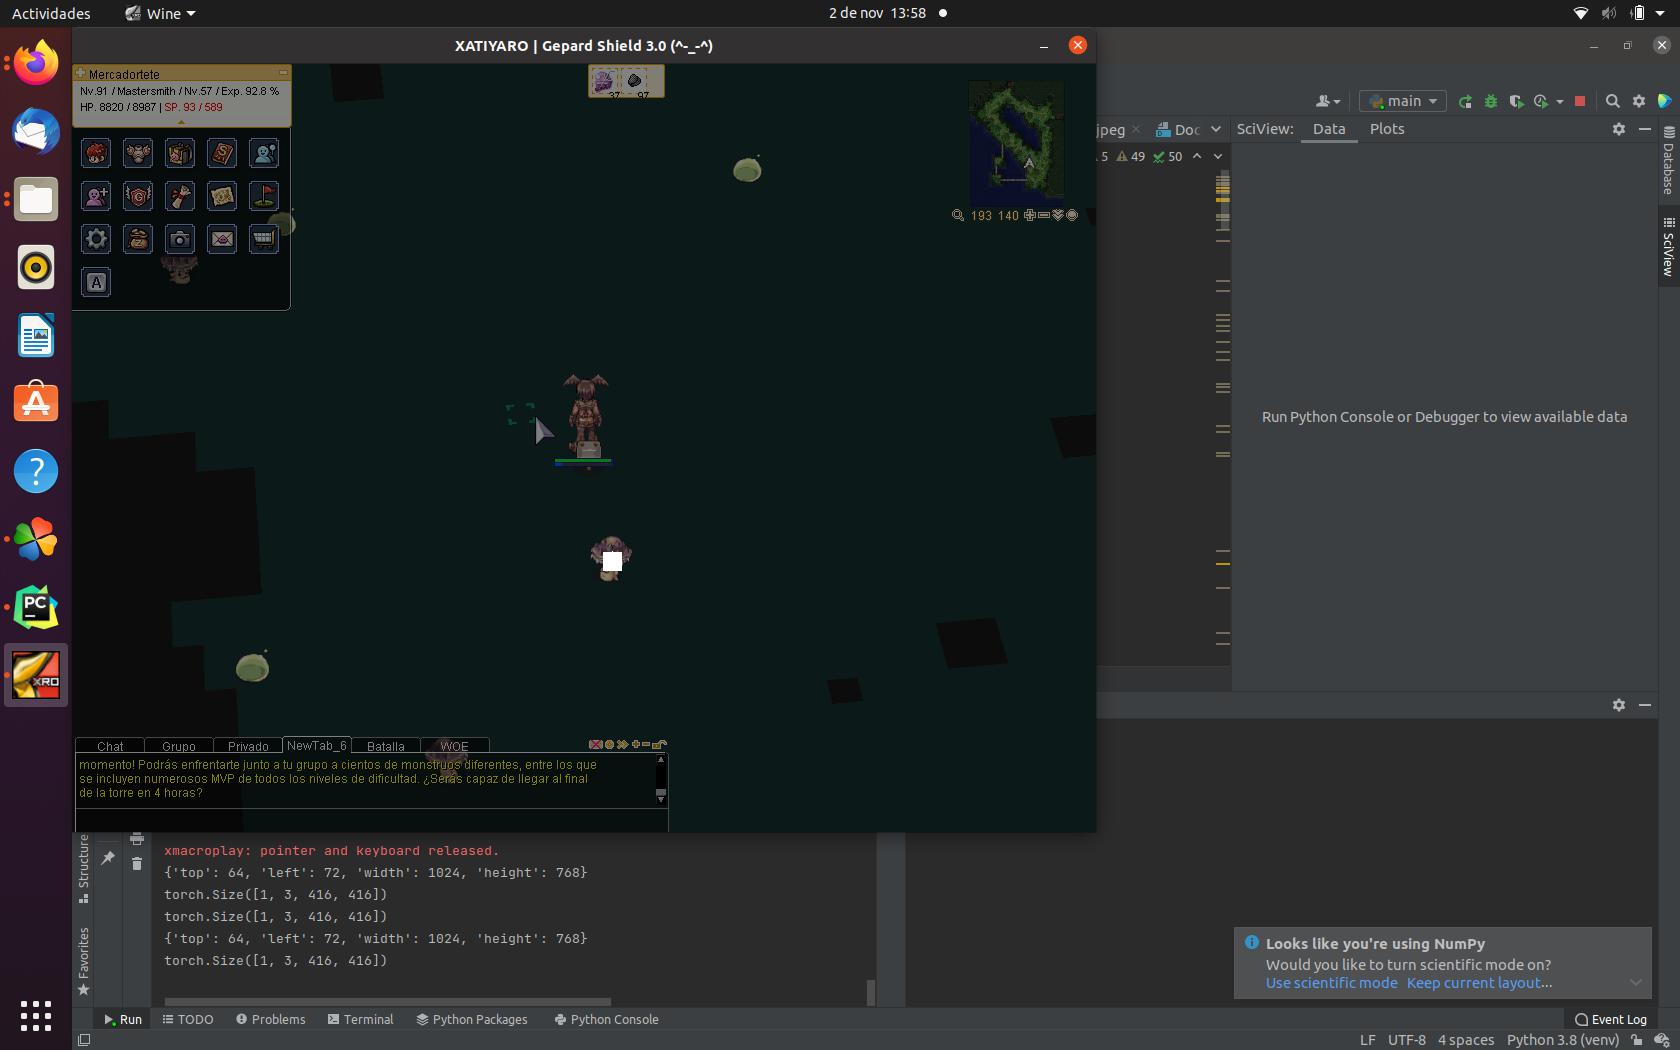 Actividades
Wine
2 de nov 13:58
XATIYARO | Gepard Shield 3.0 (^-_-^)
Mercadortete
Nv.91 / Mastersmith / Nv.57 / Exp. 92.8 %
HP. 8820 / 8987 | SP. 93 / 589
37
97
A
193 140
main
jpeg
Doc
SciView:
Data
Plots
5
49
50
Database
SciView
Run Python Console or Debugger to view available data
PC
XRO
Chat
Grupo
Privado
NewTab_6
Batalla
WOE
momento! Podrás enfrentarte junto a tu grupo a cientos de monstruos diferentes, entre los que
se incluyen numerosos MVP de todos los niveles de dificultad. ¿Serás capaz de llegar al final
de la torre en 4 horas?
Structure
Favorites
xmacroplay: pointer and keyboard released.
{'top': 64, 'left': 72, 'width': 1024, 'height': 768}
torch.Size([1, 3, 416, 416])
torch.Size([1, 3, 416, 416])
{'top': 64, 'left': 72, 'width': 1024, 'height': 768}
torch.Size([1, 3, 416, 416])
Looks like you're using NumPy
Would you like to turn scientific mode on?
Use scientific mode Keep current layout...
Run
TODO
Problems
Terminal
Python Packages
Python Console
Event Log
LF UTF-8 4 spaces Python 3.8 (venv)